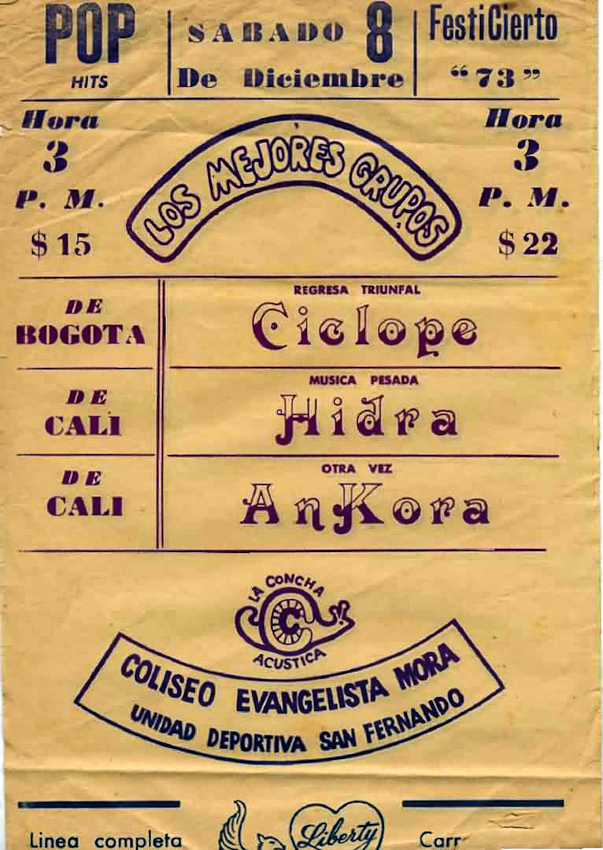 POP
HITS
SABADO 8
De Diciembre
FestiCierto
"73"
Hora
3
P. M.
$ 15
LOS MEJORES GRUPOS
Hora
3
P. M.
$ 22
DE
BOGOTA
REGRESA TRIUNFAL
Ciclope
DE
CALI
MUSICA PESADA
Hidra
DE
CALI
OTRA VEZ
AnKora
LA CONCHA
C
ACUSTICA
COLISEO EVANGELISTA MORA
UNIDAD DEPORTIVA SAN FERNANDO
Linea completa
Liberty